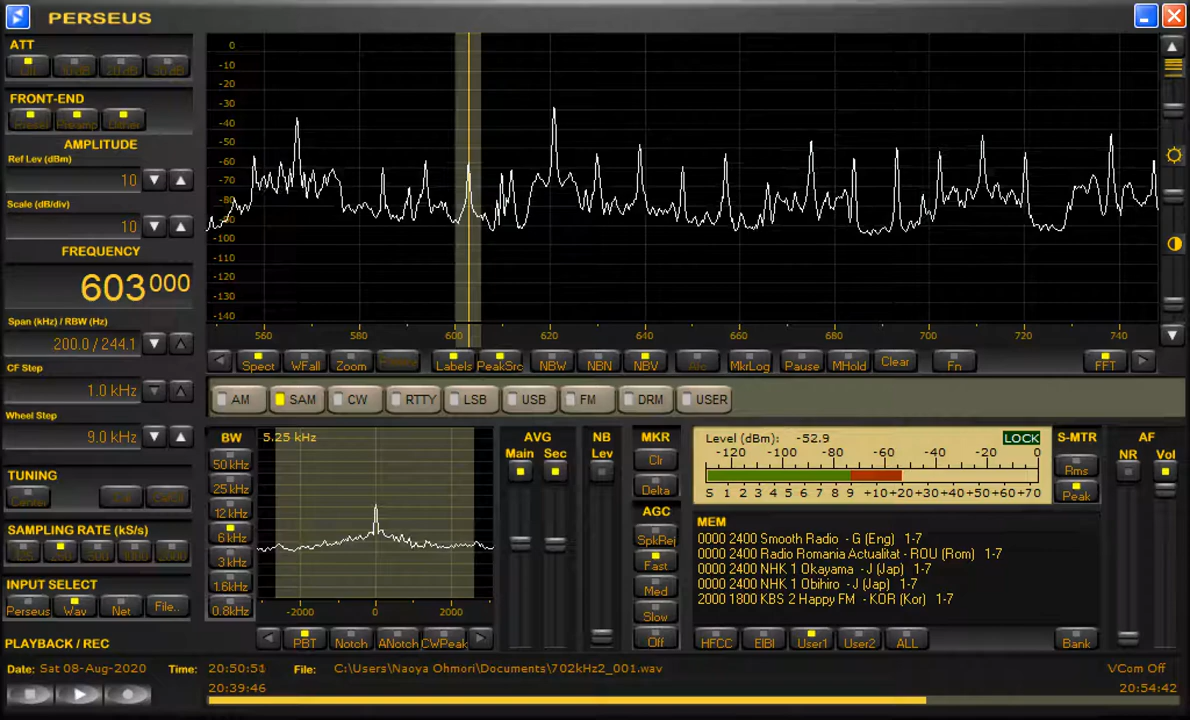 PERSEUS
ATT
FRONT-END
Presel Preamp Dither
AMPLITUDE
Ref Lev (dBm)
10
Scale (dB/div)
10
FREQUENCY
603000
Span (kHz) / RBW (Hz)
200.0 / 244.1
CF Step
1.0 kHz
Wheel Step
9.0 kHz
TUNING
Center
SAMPLING RATE (kS/s)
INPUT SELECT
Perseus Wav Net File..
PLAYBACK / REC
0
-10
-20
-30
-40
-50
-60
-70
-80
-90
-100
-110
-120
-130
-140
560 580 600 620 640 660 680 700 720 740
Spect WFall Zoom Labels PeakSrc NBW NBN NBV MkrLog Pause MHold Clear Fn FFT
AM SAM CW RTTY LSB USB FM DRM USER
BW
50 kHz
25 kHz
12 kHz
6 kHz
3 kHz
1.6kHz
0.8kHz
5.25 kHz
-2000 0 2000
PBT Notch ANotch CWPeak
AVG
Main Sec
NB
Lev
MKR
Clr
Delta
AGC
SpkRej
Fast
Med
Slow
Off
Level (dBm): -52.9 LOCK
-120 -100 -80 -60 -40 -20 0
S 1 2 3 4 5 6 7 8 9 +10+20+30+40+50+60+70
S-MTR
Rms
Peak
AF
NR Vol
MEM
0000 2400 Smooth Radio - G (Eng) 1-7
0000 2400 Radio Romania Actualitat - ROU (Rom) 1-7
0000 2400 NHK 1 Okayama - J (Jap) 1-7
0000 2400 NHK 1 Obihiro - J (Jap) 1-7
2000 1800 KBS 2 Happy FM - KOR (Kor) 1-7
HFCC EIBI User1 User2 ALL Bank
Date: Sat 08-Aug-2020 Time: 20:50:51 File: C:\Users\Naoya Ohmori\Documents\702kHz2_001.wav VCom Off
20:39:46 20:54:42